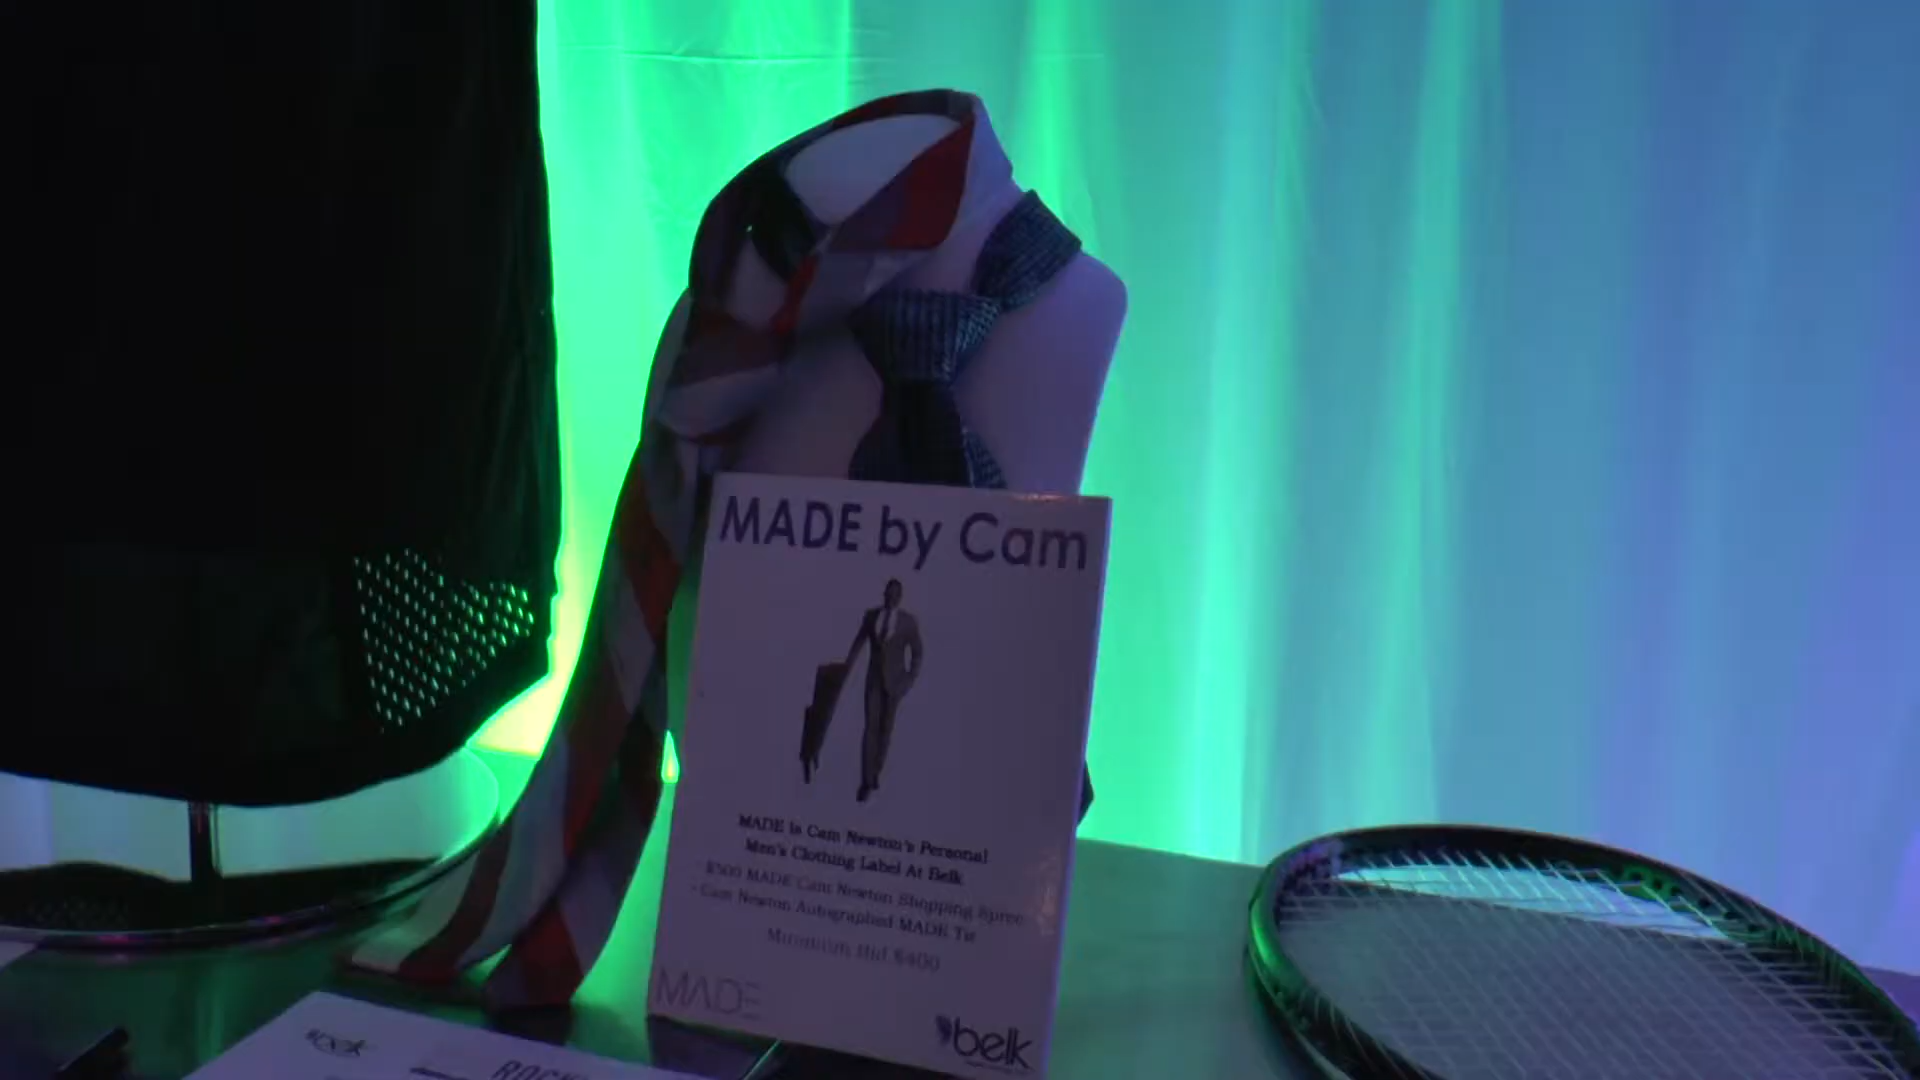 MADE by Cam
MADE is Cam Newton's Personal
Men's Clothing Label At Belk
$500 MADE Cam Newton Shopping Spree
- Cam Newton Autographed MADE Tie
Minimum Bid $400
MADE
belk